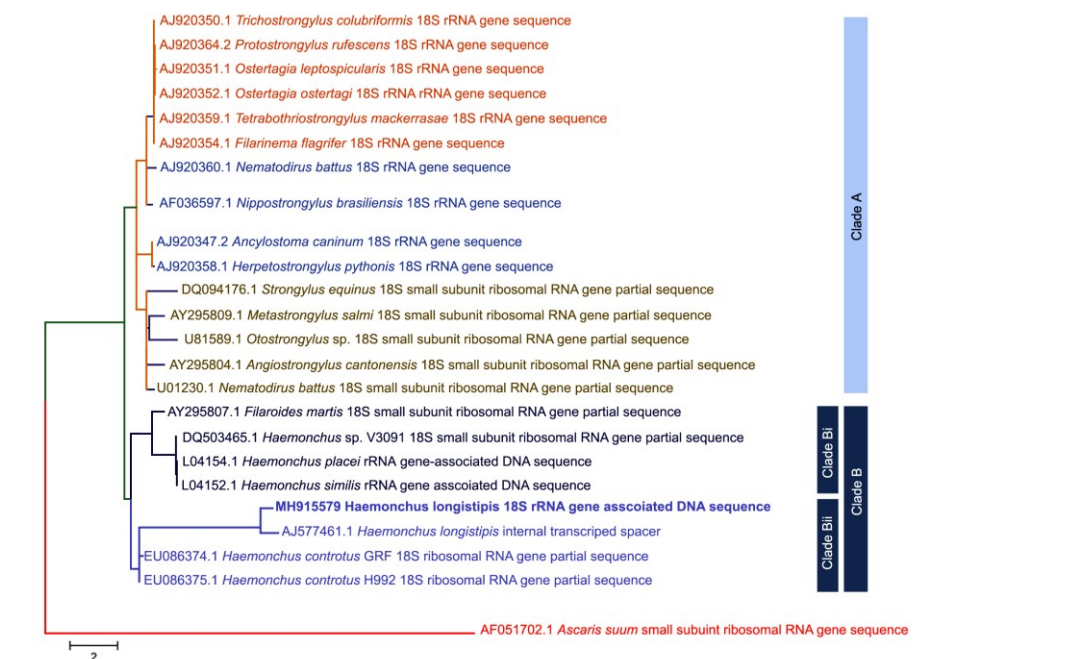 AJ920350.1 Trichostrongylus colubriformis 18S rRNA gene sequence
AJ920364.2 Protostrongylus rufescens 18S rRNA gene sequence
AJ920351.1 Ostertagia leptospicularis 18S rRNA gene sequence
AJ920352.1 Ostertagia ostertagi 18S rRNA rRNA gene sequence
AJ920359.1 Tetrabothriostrongylus mackerrasae 18S rRNA gene sequence
AJ920354.1 Filarinema flagrifer 18S rRNA gene sequence
AJ920360.1 Nematodirus battus 18S rRNA gene sequence
AF036597.1 Nippostrongylus brasiliensis 18S rRNA gene sequence
AJ920347.2 Ancylostoma caninum 18S rRNA gene sequence
AJ920358.1 Herpetostrongylus pythonis 18S rRNA gene sequence
DQ094176.1 Strongylus equinus 18S small subunit ribosomal RNA gene partial sequence
AY295809.1 Metastrongylus salmi 18S small subunit ribosomal RNA gene partial sequence
U81589.1 Otostrongylus sp. 18S small subunit ribosomal RNA gene partial sequence
AY295804.1 Angiostrongylus cantonensis 18S small subunit ribosomal RNA gene partial sequence
U01230.1 Nematodirus battus 18S small subunit ribosomal RNA gene partial sequence
AY295807.1 Filaroides martis 18S small subunit ribosomal RNA gene partial sequence
DQ503465.1 Haemonchus sp. V3091 18S small subunit ribosomal RNA gene partial sequence
L04154.1 Haemonchus placei rRNA gene-associated DNA sequence
L04152.1 Haemonchus similis rRNA gene asscoiated DNA sequence
MH915579 Haemonchus longistipis 18S rRNA gene asscoiated DNA sequence
AJ577461.1 Haemonchus longistipis internal transcriped spacer
EU086374.1 Haemonchus controtus GRF 18S ribosomal RNA gene partial sequence
EU086375.1 Haemonchus controtus H992 18S ribosomal RNA gene partial sequence
AF051702.1 Ascaris suum small subuint ribosomal RNA gene sequence
Clade A
Clade Bi
Clade Bii
Clade B
2